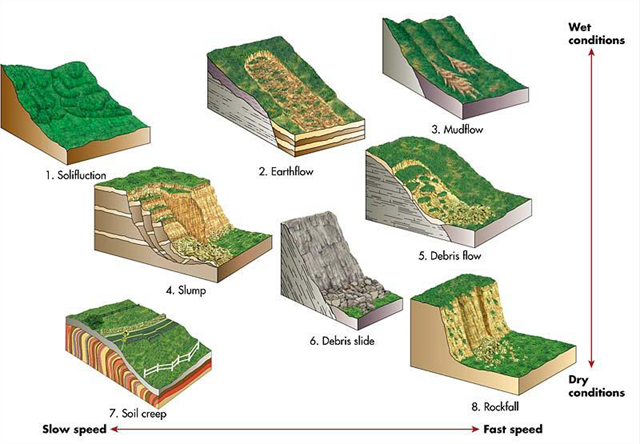 Wet
conditions
3. Mudflow
1. Solifluction
2. Earthflow
5. Debris flow
4. Slump
6. Debris slide
Dry
conditions
7. Soil creep
8. Rockfall
Slow speed
Fast speed